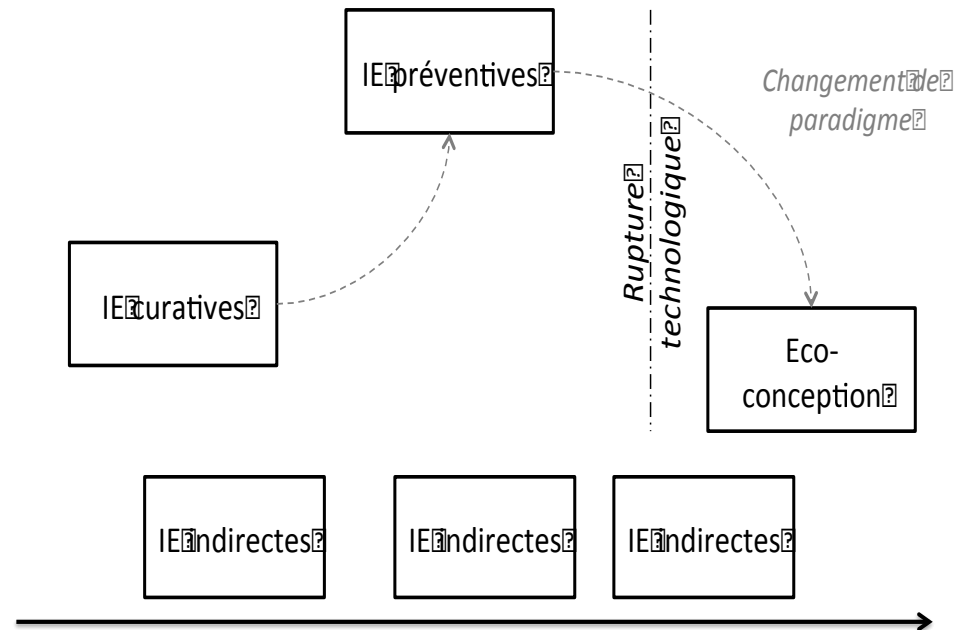 IE préventives
Changement de
paradigme
Rupture
technologique
IE curatives
Eco-
conception
IE indirectes
IE indirectes
IE indirectes